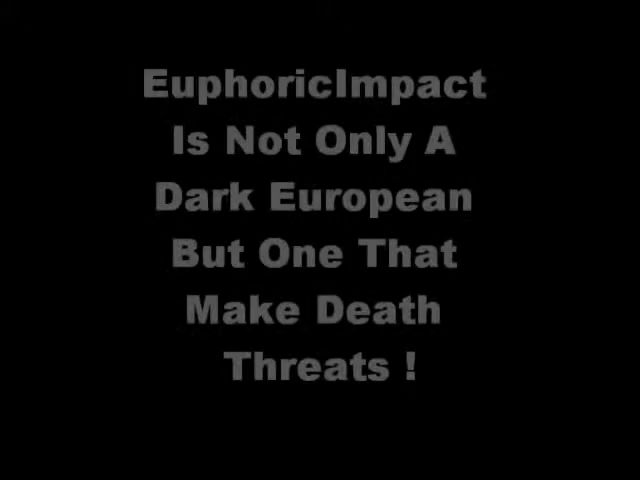 EuphoricImpact
Is Not Only A
Dark European
But One That
Make Death
Threats !